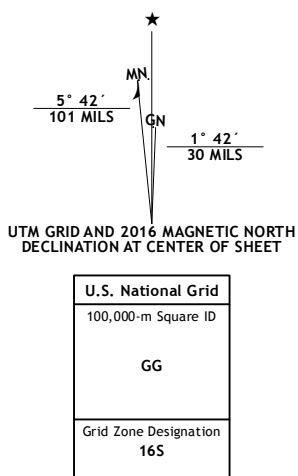 MN
GN
5° 42´
101 MILS
1° 42´
30 MILS
UTM GRID AND 2016 MAGNETIC NORTH
DECLINATION AT CENTER OF SHEET
U.S. National Grid
100,000-m Square ID
GG
Grid Zone Designation
16S